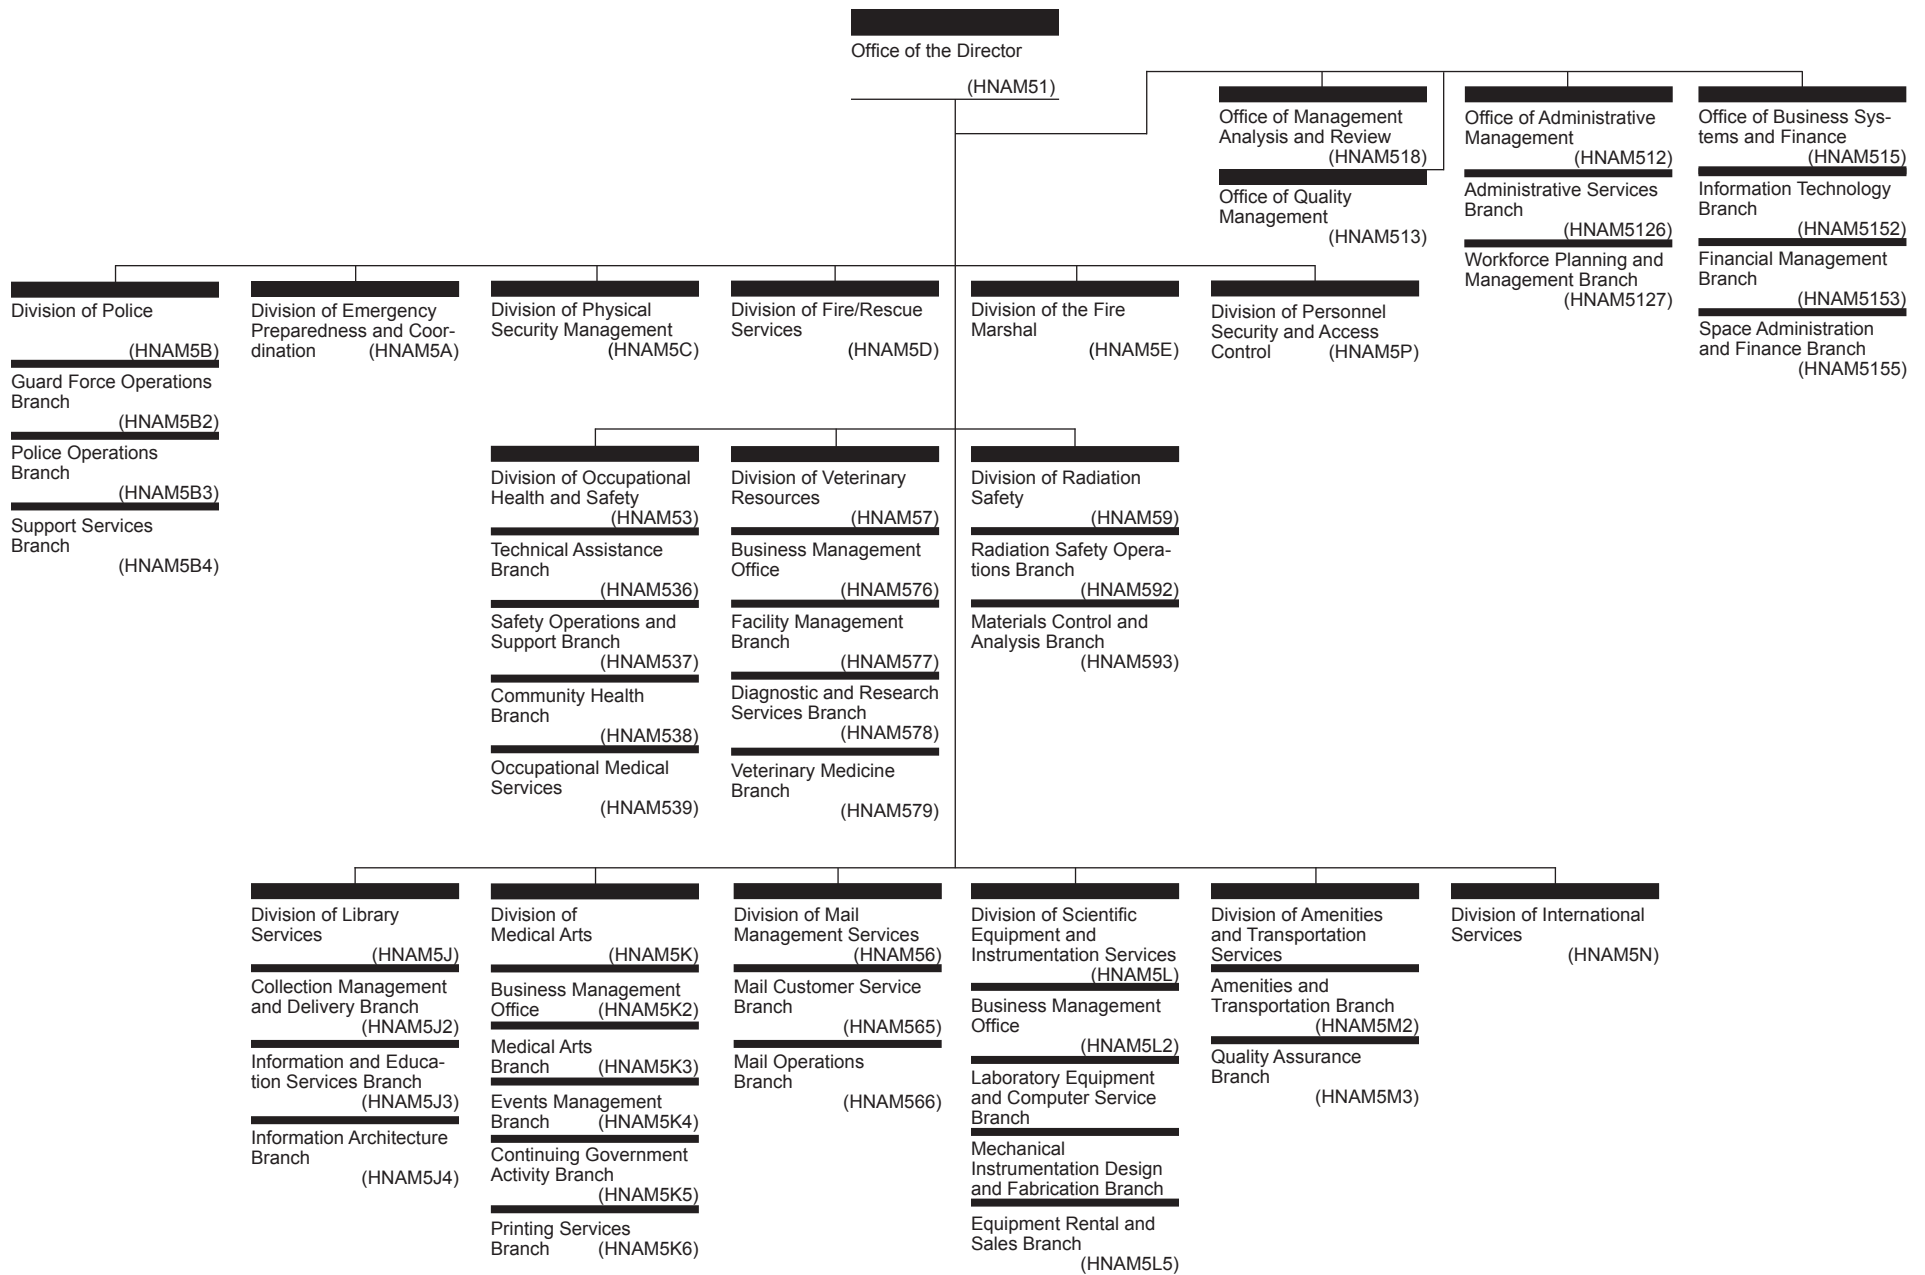 Office of the Director
(HNAM51)
Office of Management
Analysis and Review
(HNAM518)
Office of Quality
Management
(HNAM513)
Office of Administrative
Management
(HNAM512)
Administrative Services
Branch
(HNAM5126)
Workforce Planning and
Management Branch
(HNAM5127)
Office of Business Sys-
tems and Finance
(HNAM515)
Information Technology
Branch
(HNAM5152)
Financial Management
Branch
(HNAM5153)
Space Administration
and Finance Branch
(HNAM5155)
Division of Police
(HNAM5B)
Guard Force Operations
Branch
(HNAM5B2)
Police Operations
Branch
(HNAM5B3)
Support Services
Branch
(HNAM5B4)
Division of Emergency
Preparedness and Coor-
dination (HNAM5A)
Division of Physical
Security Management
(HNAM5C)
Division of Fire/Rescue
Services
(HNAM5D)
Division of the Fire
Marshal
(HNAM5E)
Division of Personnel
Security and Access
Control (HNAM5P)
Division of Occupational
Health and Safety
(HNAM53)
Technical Assistance
Branch
(HNAM536)
Safety Operations and
Support Branch
(HNAM537)
Community Health
Branch
(HNAM538)
Occupational Medical
Services
(HNAM539)
Division of Veterinary
Resources
(HNAM57)
Business Management
Office
(HNAM576)
Facility Management
Branch
(HNAM577)
Diagnostic and Research
Services Branch
(HNAM578)
Veterinary Medicine
Branch
(HNAM579)
Division of Radiation
Safety
(HNAM59)
Radiation Safety Opera-
tions Branch
(HNAM592)
Materials Control and
Analysis Branch
(HNAM593)
Division of Library
Services
(HNAM5J)
Collection Management
and Delivery Branch
(HNAM5J2)
Information and Educa-
tion Services Branch
(HNAM5J3)
Information Architecture
Branch
(HNAM5J4)
Division of
Medical Arts
(HNAM5K)
Business Management
Office (HNAM5K2)
Medical Arts
Branch (HNAM5K3)
Events Management
Branch (HNAM5K4)
Continuing Government
Activity Branch
(HNAM5K5)
Printing Services
Branch (HNAM5K6)
Division of Mail
Management Services
(HNAM56)
Mail Customer Service
Branch
(HNAM565)
Mail Operations
Branch
(HNAM566)
Division of Scientific
Equipment and
Instrumentation Services
(HNAM5L)
Business Management
Office
(HNAM5L2)
Laboratory Equipment
and Computer Service
Branch
Mechanical
Instrumentation Design
and Fabrication Branch
Equipment Rental and
Sales Branch
(HNAM5L5)
Division of Amenities
and Transportation
Services
Amenities and
Transportation Branch
(HNAM5M2)
Quality Assurance
Branch
(HNAM5M3)
Division of International
Services
(HNAM5N)